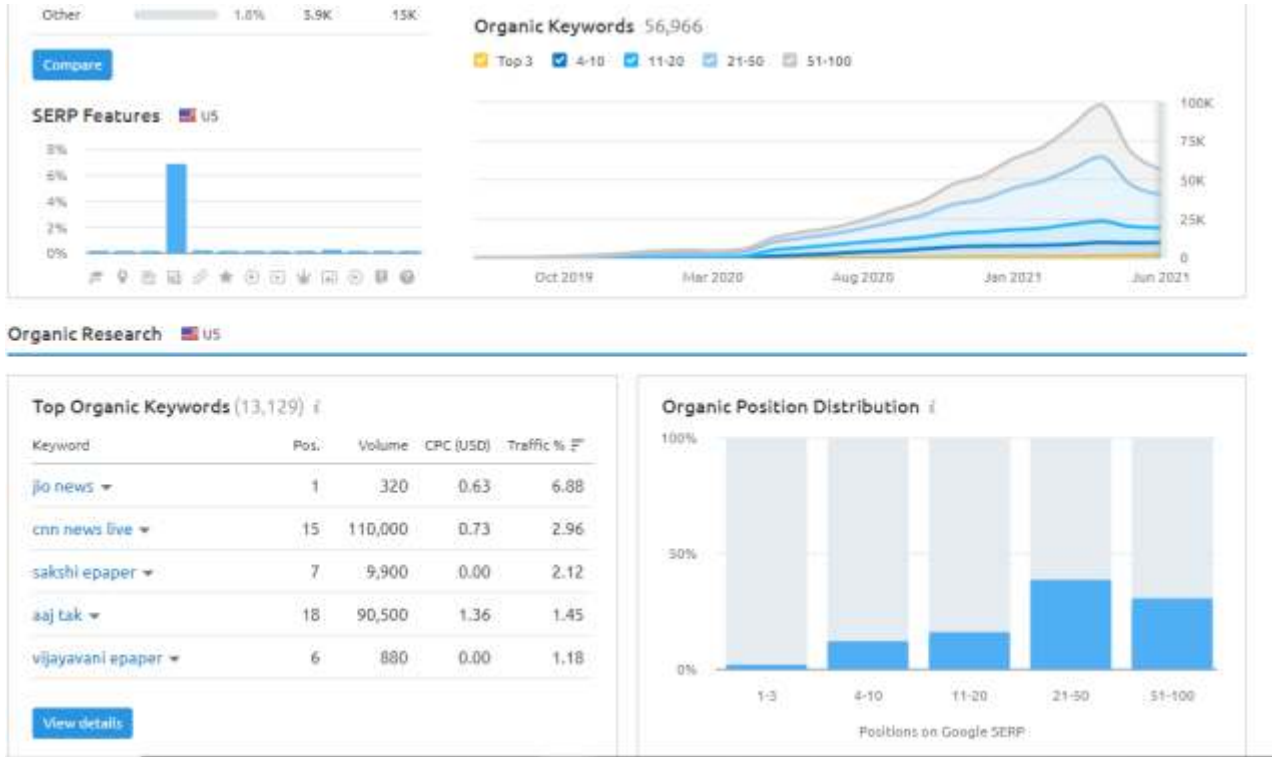 Other 1.0% 5.9K 15K
Compare
SERP Features US
8%
6%
4%
2%
0%
Organic Keywords 56,966
Top 3 4-10 11-20 21-50 51-100
100K
75K
50K
25K
0
Oct 2019 Mar 2020 Aug 2020 Jan 2021 Jun 2021
Organic Research US
Top Organic Keywords (13,129) i
Keyword Pos. Volume CPC (USD) Traffic %
jio news 1 320 0.63 6.88
cnn news live 15 110,000 0.73 2.96
sakshi epaper 7 9,900 0.00 2.12
aaj tak 18 90,500 1.36 1.45
vijayavani epaper 6 880 0.00 1.18
View details
Organic Position Distribution i
100%
50%
0%
1-3 4-10 11-20 21-50 51-100
Positions on Google SERP